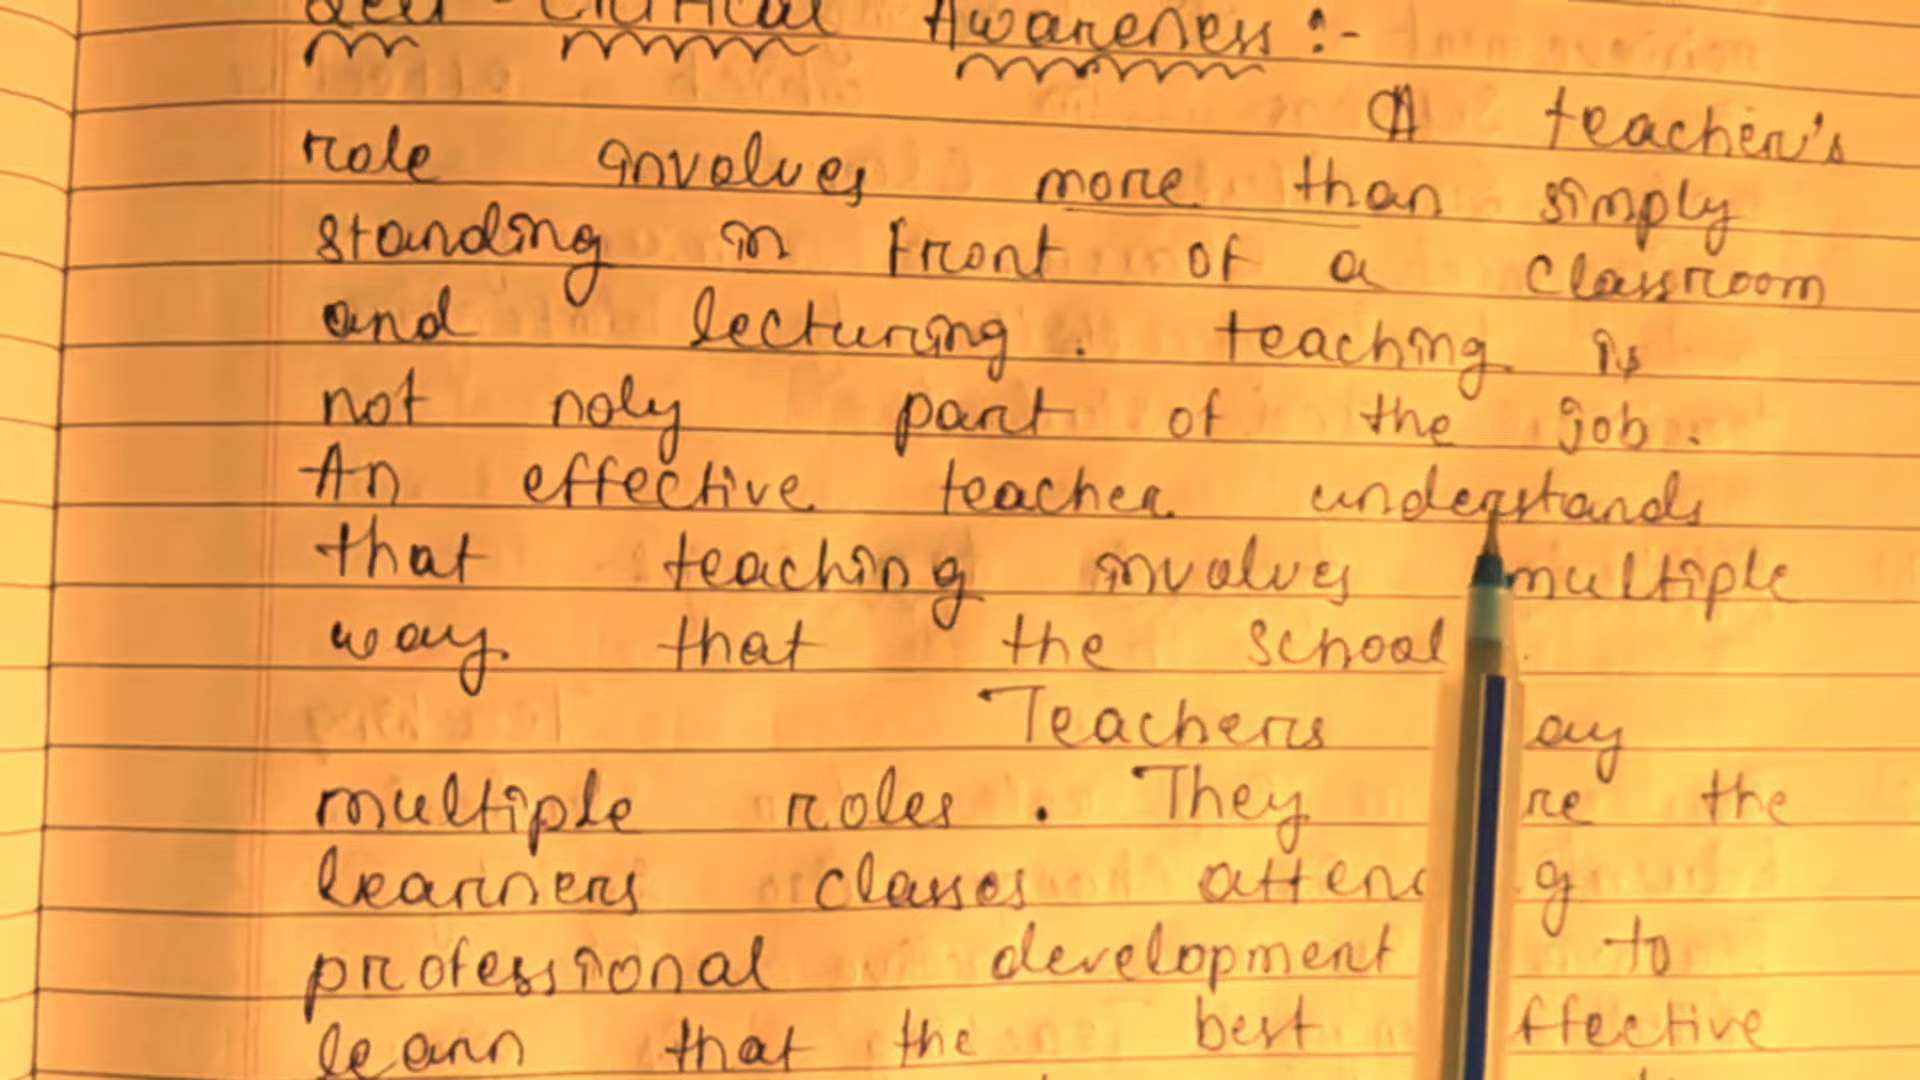 Self-Critical Awareness :-
A teacher's
role involves more than simply
standing in front of a classroom
and lecturing. teaching is
not noly part of the job.
An effective teacher understands
that teaching involves multiple
way that the school
Teachers
multiple roles. They the
learners classes
professional development to
learn that the best